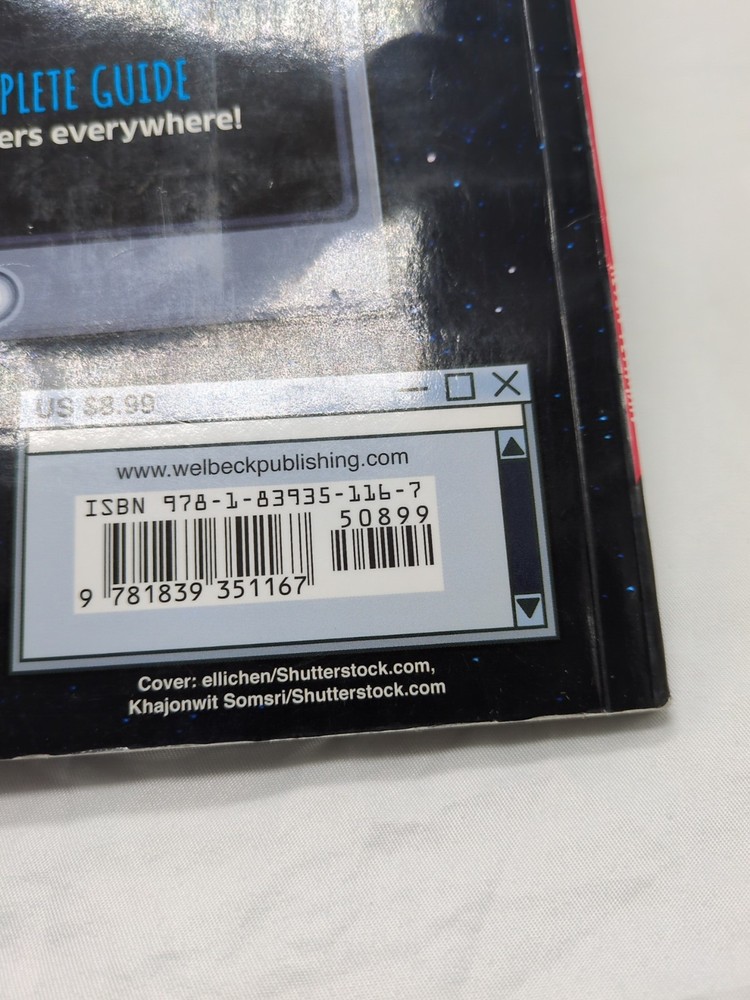 PLETE GUIDE
ers everywhere!
US $8.99
www.welbeckpublishing.com
ISBN 978-1-83935-116-7
50899
9 781839 351167
Cover: ellichen/Shutterstock.com,
Khajonwit Somsri/Shutterstock.com